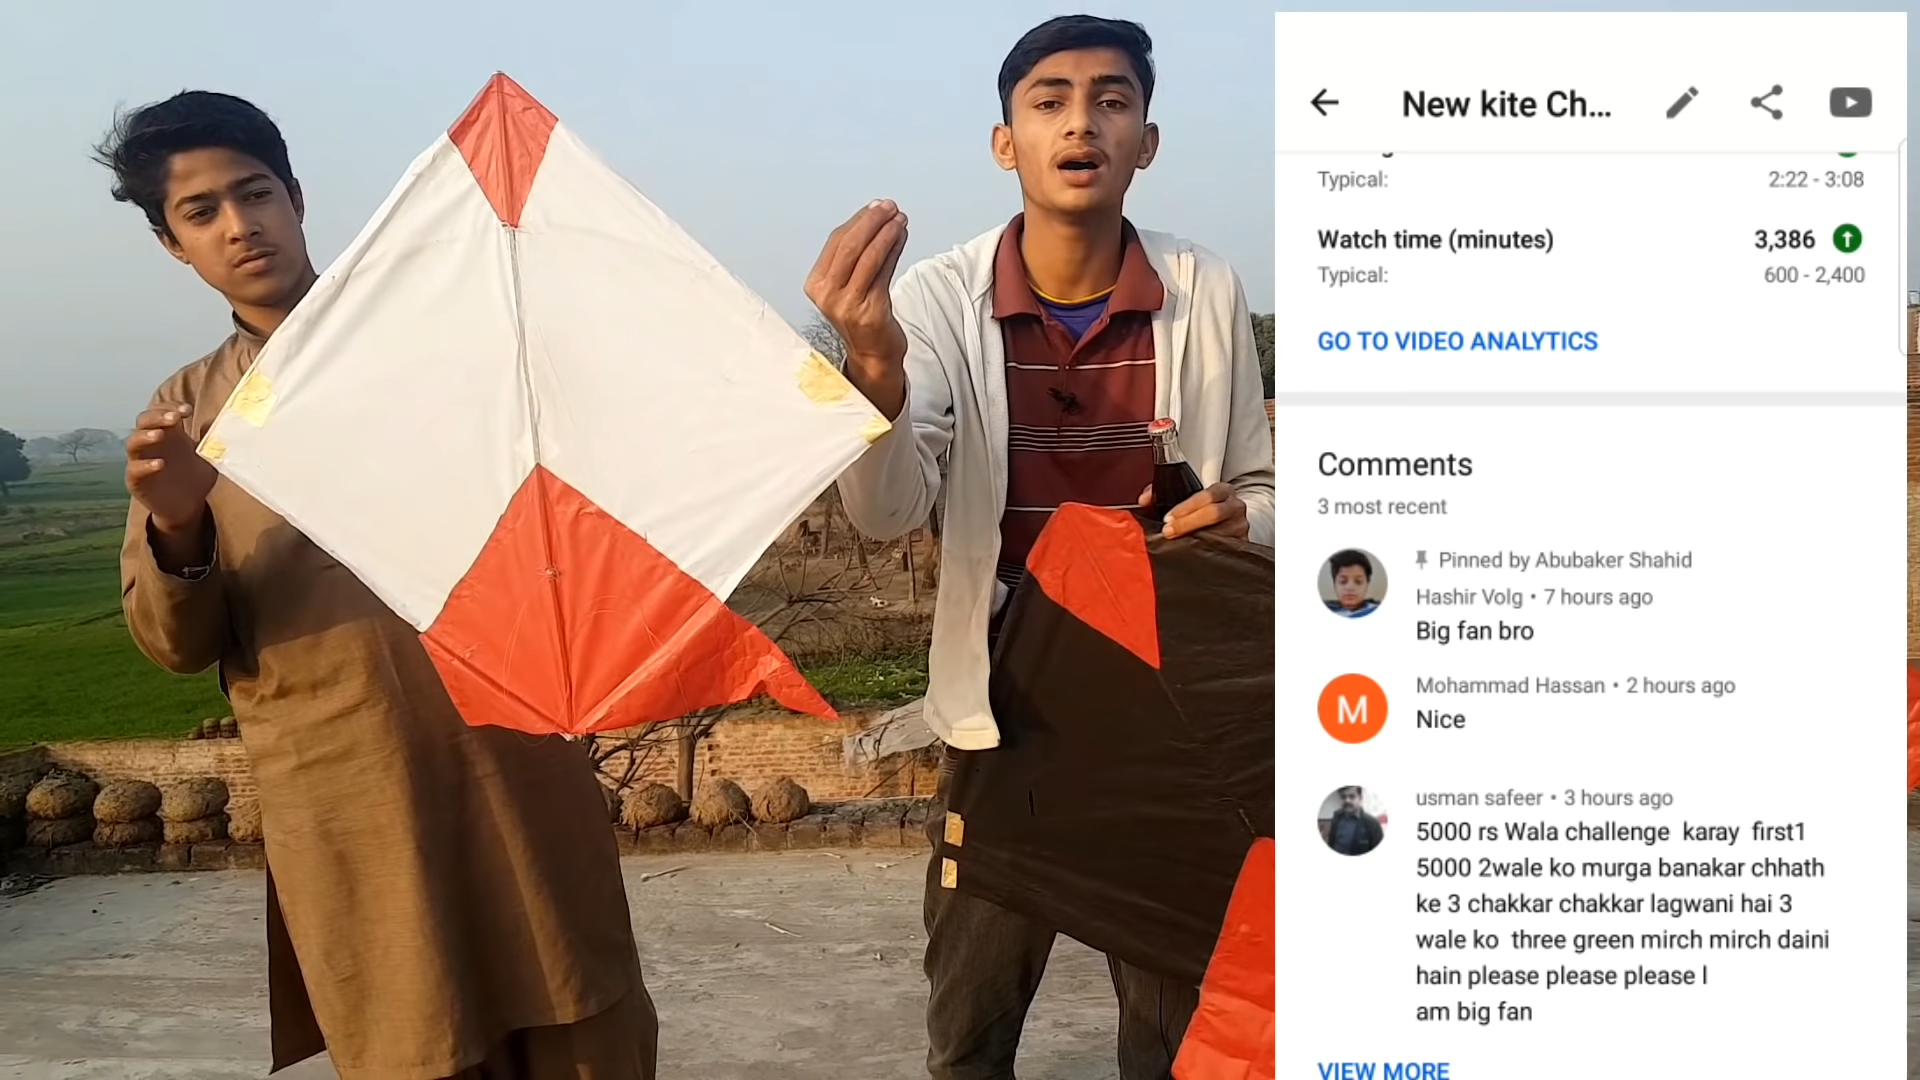 New kite Ch...
Typical:
2:22 - 3:08
Watch time (minutes)
3,386
Typical:
600 - 2,400
GO TO VIDEO ANALYTICS
Comments
3 most recent
Pinned by Abubaker Shahid
Hashir Volg • 7 hours ago
Big fan bro
M
Mohammad Hassan • 2 hours ago
Nice
usman safeer • 3 hours ago
5000 rs Wala challenge karay first1
5000 2wale ko murga banakar chhath
ke 3 chakkar chakkar lagwani hai 3
wale ko three green mirch mirch daini
hain please please please I
am big fan
VIEW MORE